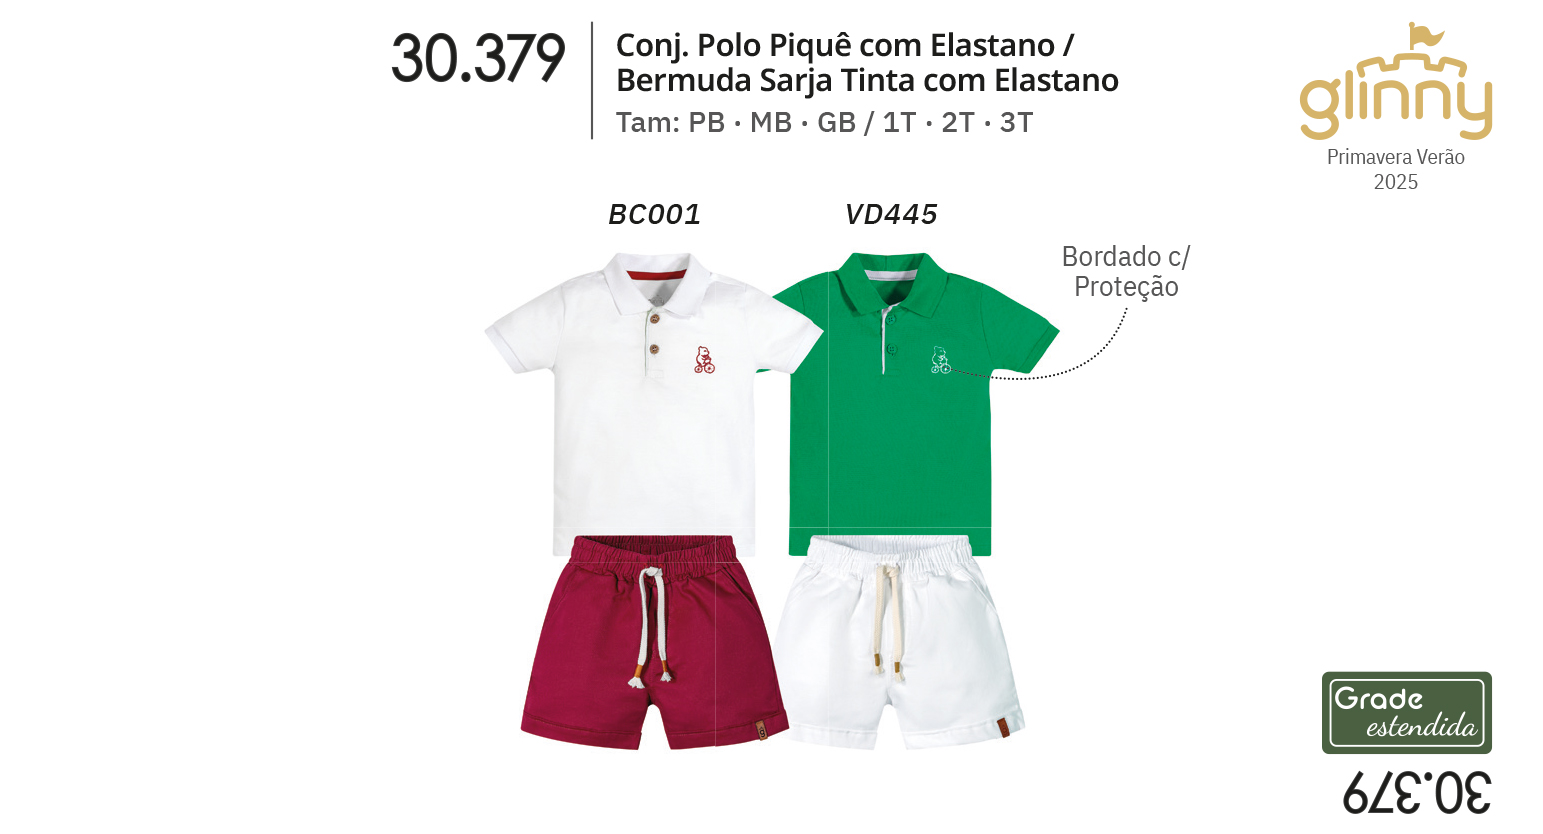 30.379
Conj. Polo Piquê com Elastano /
Bermuda Sarja Tinta com Elastano
Tam: PB · MB · GB / 1T · 2T · 3T
glinny
Primavera Verão
2025
BC001
VD445
Bordado c/
Proteção
Grade
estendida
30.379